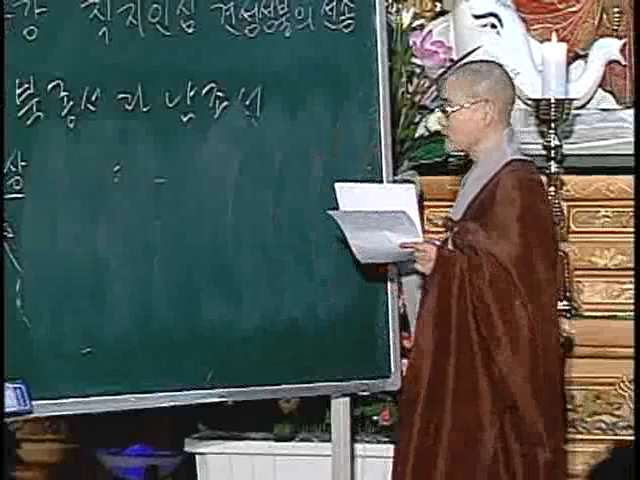 강 직지인심 견성성불의 선종
북종선과 남종선
상 : -